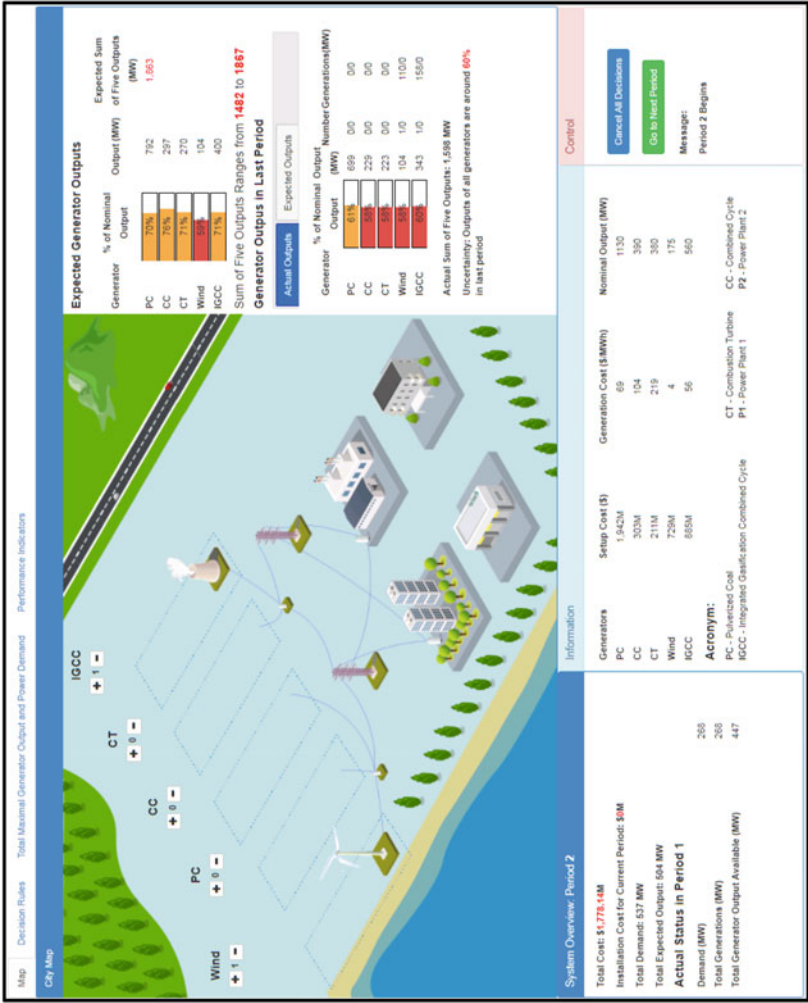 Map Decision Rules Total Maximal Generator Output and Power Demand Performance Indicators
City Map
Wind
+ 1 −
PC
+ 0 −
CC
+ 0 −
CT
+ 0 −
IGCC
+ 1 −
Expected Generator Outputs
Generator % of Nominal Output Output (MW) Expected Sum of Five Outputs (MW)
PC 70% 792 1,863
CC 76% 297
CT 71% 270
Wind 59% 104
IGCC 71% 400
Sum of Five Outputs Ranges from 1482 to 1867
Generator Outpus in Last Period
Actual Outputs Expected Outputs
Generator % of Nominal Output Output (MW) Number Generations(MW)
PC 61% 699 0/0 0/0
CC 58% 229 0/0 0/0
CT 58% 223 0/0 0/0
Wind 58% 104 1/0 110/0
IGCC 60% 343 1/0 158/0
Actual Sum of Five Outputs: 1,598 MW
Uncertainty: Outputs of all generators are around 60%
in last period
System Overview: Period 2
Total Cost: $1,778.14M
Installation Cost for Current Period: $0M
Total Demand: 537 MW
Total Expected Output: 504 MW
Actual Status in Period 1
Demand (MW) 268
Total Generations (MW) 268
Total Generator Output Available (MW) 447
Information
Generators Setup Cost ($) Generation Cost ($/MWh) Nominal Output (MW)
PC 1,942M 69 1130
CC 303M 104 390
CT 211M 219 380
Wind 729M 4 175
IGCC 885M 56 560
Acronym:
PC - Pulverized Coal CT - Combustion Turbine CC - Combined Cycle
IGCC - Integrated Gasification Combined Cycle P1 - Power Plant 1 P2 - Power Plant 2
Control
Cancel All Decisions
Go to Next Period
Message:
Period 2 Begins